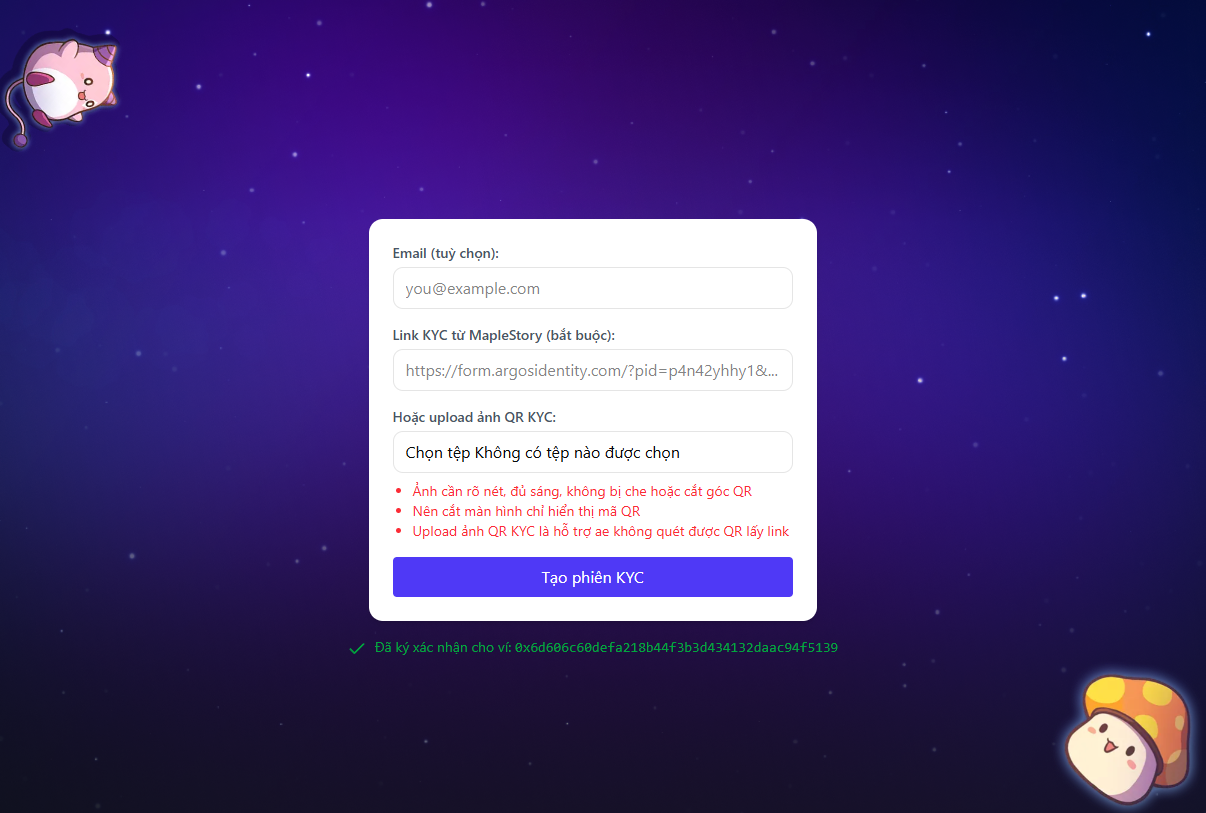 Email (tuỳ chọn):
you@example.com
Link KYC từ MapleStory (bắt buộc):
https://form.argosidentity.com/?pid=p4n42yhhy1&...
Hoặc upload ảnh QR KYC:
Chọn tệp Không có tệp nào được chọn
Ảnh cần rõ nét, đủ sáng, không bị che hoặc cắt góc QR
Nên cắt màn hình chỉ hiển thị mã QR
Upload ảnh QR KYC là hỗ trợ ae không quét được QR lấy link
Tạo phiên KYC
Đã ký xác nhận cho ví: 0x6d606c60defa218b44f3b3d434132daac94f5139